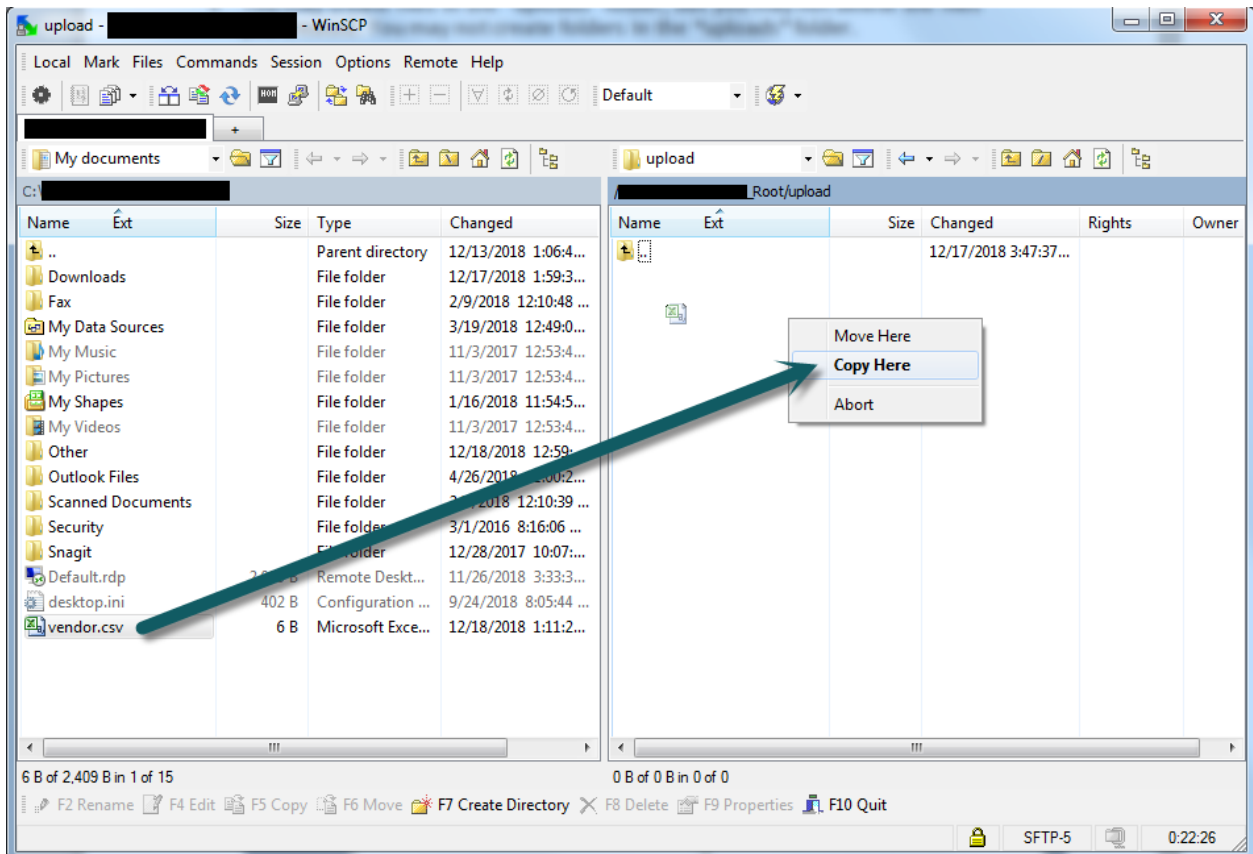 upload - - WinSCP
Local Mark Files Commands Session Options Remote Help
Default
+
My documents
upload
C:\
/ _Root/upload
Name Ext Size Type Changed
Name Ext Size Changed Rights Owner
.. Parent directory 12/13/2018 1:06:4...
.. 12/17/2018 3:47:37...
Downloads File folder 12/17/2018 1:59:3...
Fax File folder 2/9/2018 12:10:48 ...
My Data Sources File folder 3/19/2018 12:49:0...
My Music File folder 11/3/2017 12:53:4...
My Pictures File folder 11/3/2017 12:53:4...
My Shapes File folder 1/16/2018 11:54:5...
My Videos File folder 11/3/2017 12:53:4...
Other File folder 12/18/2018 12:59:
Outlook Files File folder
Scanned Documents File folder 12:10:39 ...
Security File folder 3/1/2016 8:16:06 ...
Snagit 12/28/2017 10:07:...
Default.rdp Remote Deskt... 11/26/2018 3:33:3...
desktop.ini 402 B Configuration ... 9/24/2018 8:05:44 ...
vendor.csv 6 B Microsoft Exce... 12/18/2018 1:11:2...
Move Here
Copy Here
Abort
6 B of 2,409 B in 1 of 15
0 B of 0 B in 0 of 0
F2 Rename F4 Edit F5 Copy F6 Move F7 Create Directory F8 Delete F9 Properties F10 Quit
SFTP-5 0:22:26